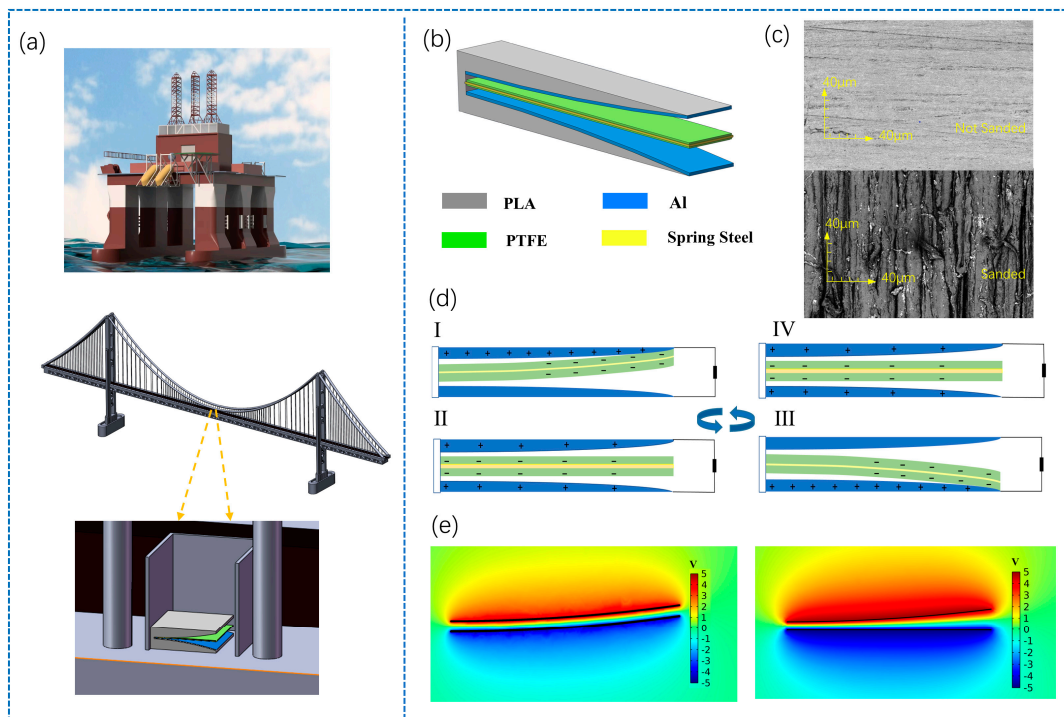 (a)
(b)
PLA
Al
PTFE
Spring Steel
(c)
40μm
40μm
Not Sanded
40μm
40μm
Sanded
(d)
I
+ + + + + + + + + +
- - - -
- - - -
IV
+ + + + +
- - - - -
- - - - -
+ + + + +
II
+ + + + +
- - - - -
- - - - -
+ + + + +
III
- - - -
- - - -
+ + + + + + + + + +
(e)
V
5
4
3
2
1
0
-1
-2
-3
-4
-5
V
5
4
3
2
1
0
-1
-2
-3
-4
-5